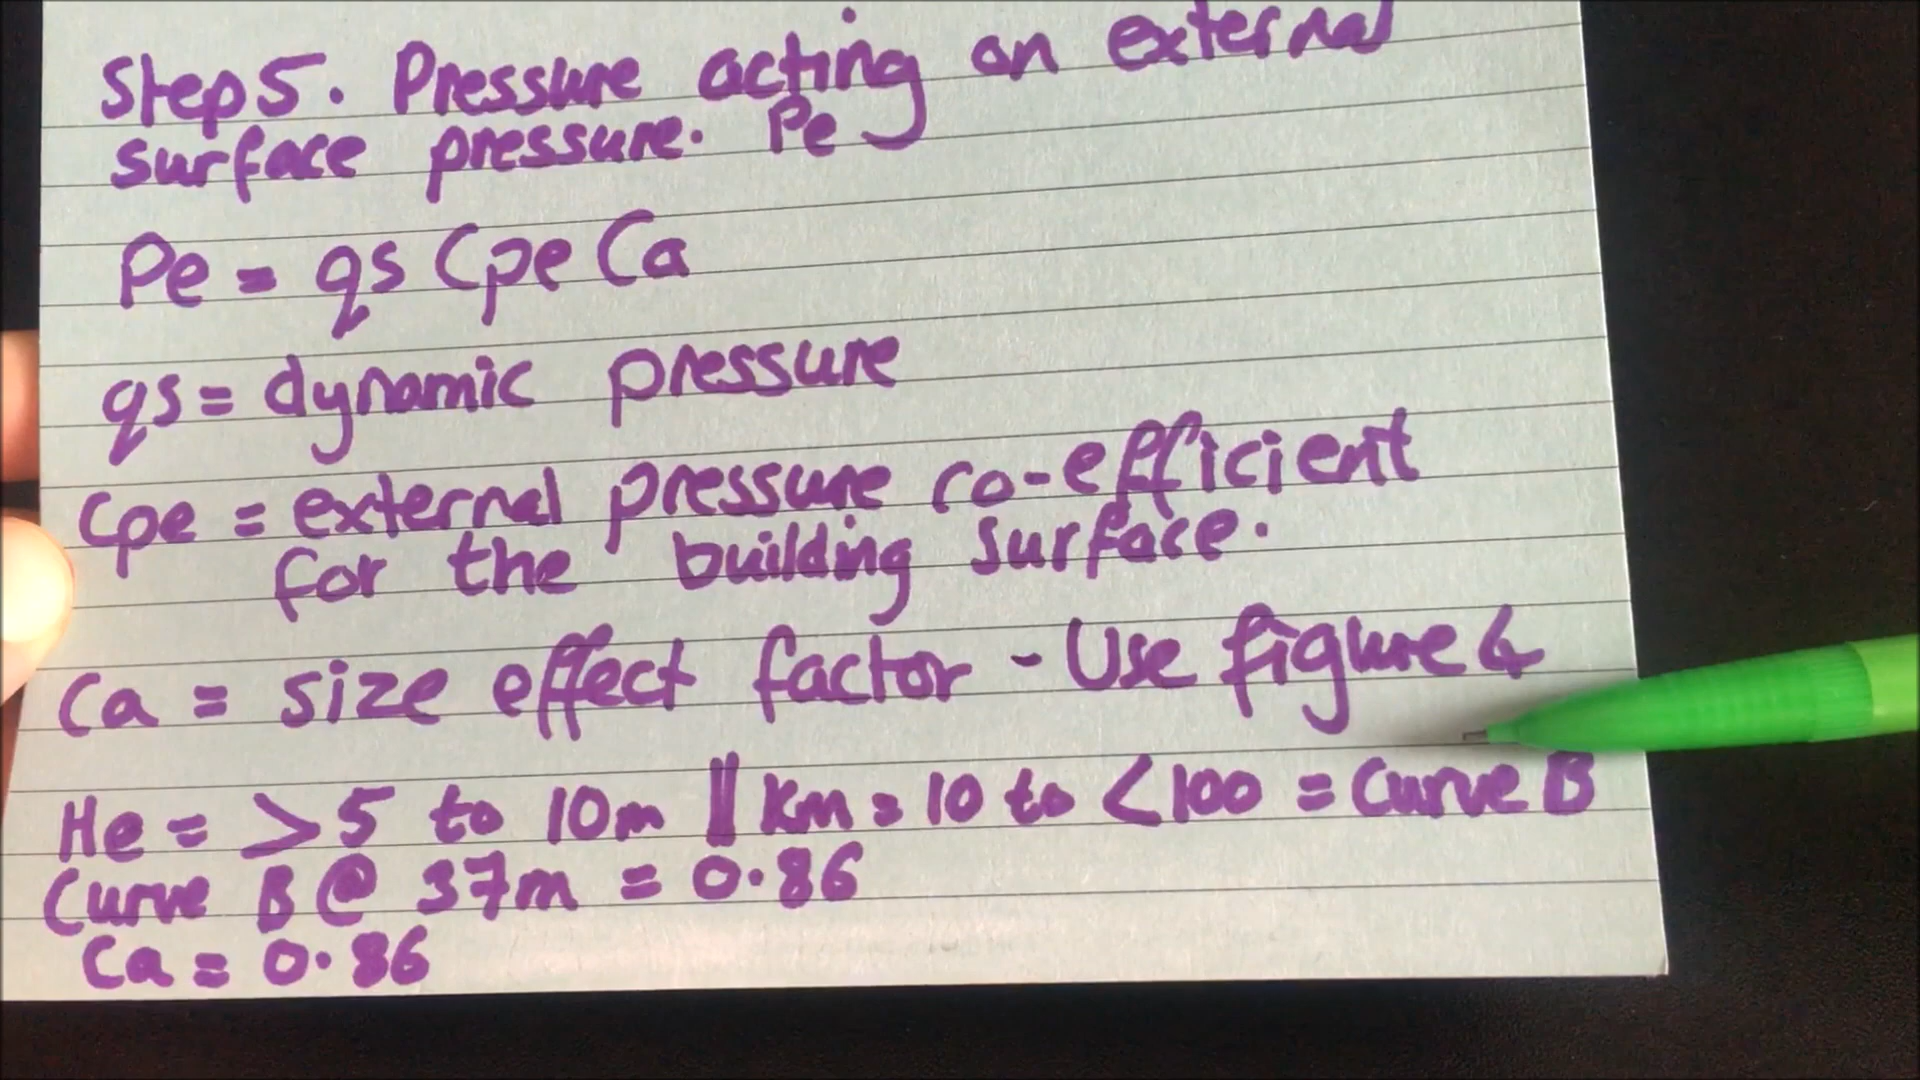 Step 5. Pressure acting on external
surface pressure. Pe
Pe = qs Cpe Ca
qs = dynamic pressure
Cpe = external pressure co-efficient
for the building surface.
Ca = size effect factor - Use figure 4
He = >5 to 10m || Km = 10 to <100 = Curve B
Curve B @ 37m = 0.86
Ca = 0.86